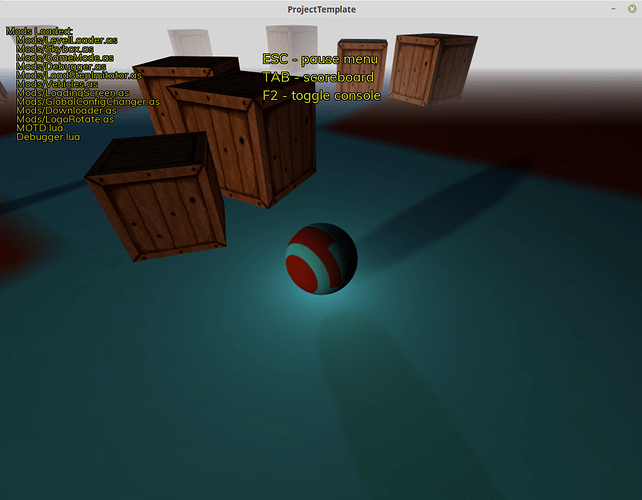 ProjectTemplate
Mods Loaded:
Mods/LevelLoader.as
Mods/Skybox.as
Mods/GameMode.as
Mods/Debugger.as
Mods/LoadStepImitator.as
Mods/Vehicles.as
Mods/LoadingScreen.as
Mods/GlobalConfigChanger.as
Mods/Downloader.as
Mods/LogoRotate.as
MOTD.lua
Debugger.lua
ESC - pause menu
TAB - scoreboard
F2 - toggle console